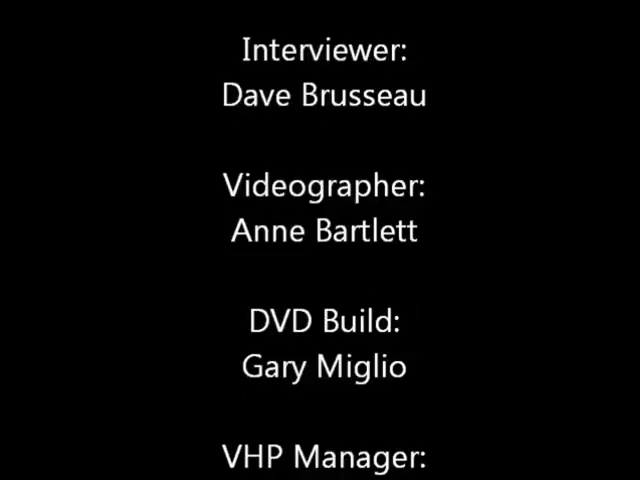 Interviewer:
Dave Brusseau
Videographer:
Anne Bartlett
DVD Build:
Gary Miglio
VHP Manager: